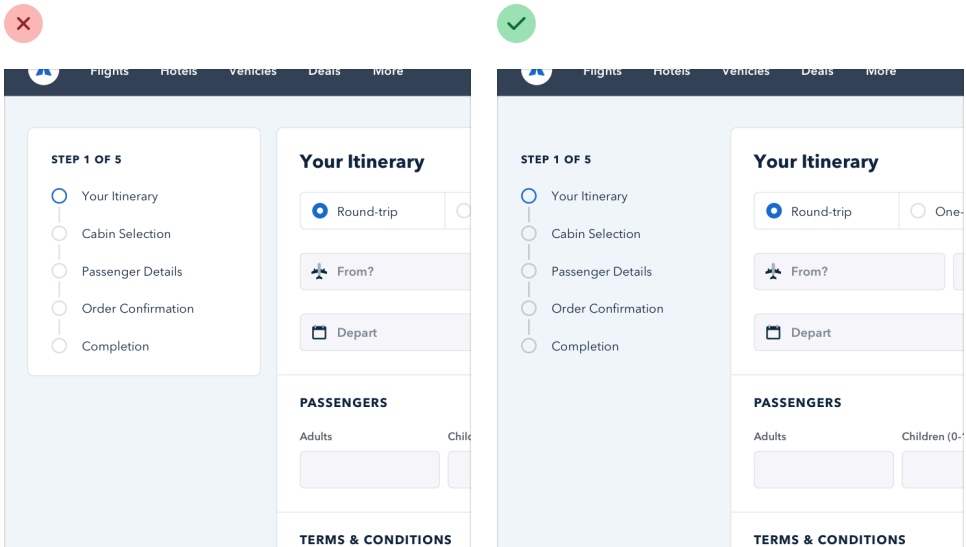 Flights Hotels Vehicles Deals More
STEP 1 OF 5
Your Itinerary
Cabin Selection
Passenger Details
Order Confirmation
Completion
Your Itinerary
Round-trip
From?
Depart
PASSENGERS
Adults
TERMS & CONDITIONS
Flights Hotels Vehicles Deals More
STEP 1 OF 5
Your Itinerary
Cabin Selection
Passenger Details
Order Confirmation
Completion
Your Itinerary
Round-trip One-
From?
Depart
PASSENGERS
Adults Children (0-
TERMS & CONDITIONS